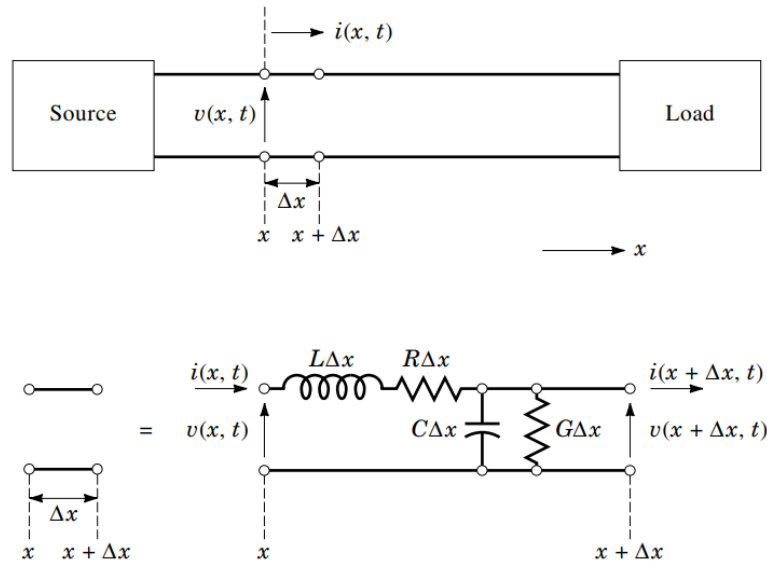 i(x, t)
Source
v(x, t)
Load
Δx
x x + Δx
x
i(x, t) LΔx RΔx i(x + Δx, t)
= v(x, t) CΔx GΔx v(x + Δx, t)
Δx
x x + Δx x x + Δx